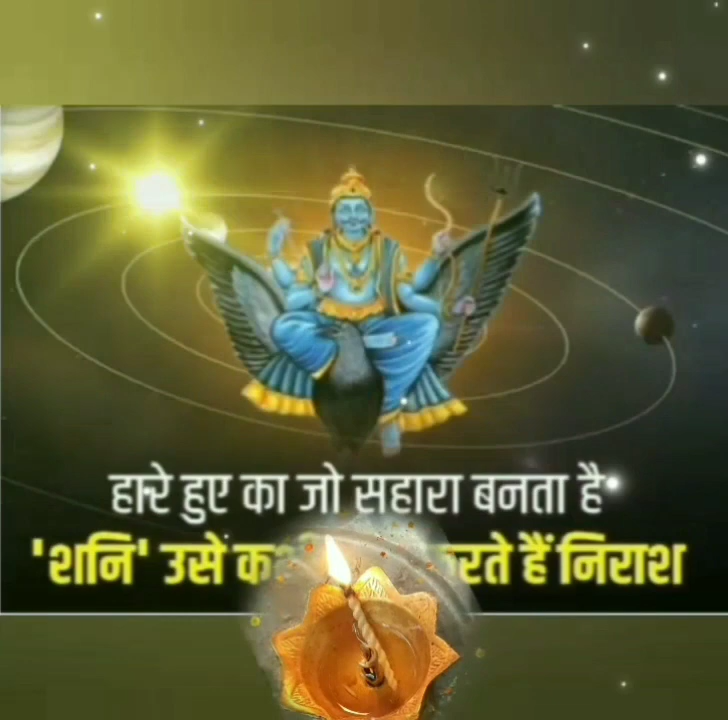 हारे हुए का जो सहारा बनता है
'शनि' उसे हैं निराश